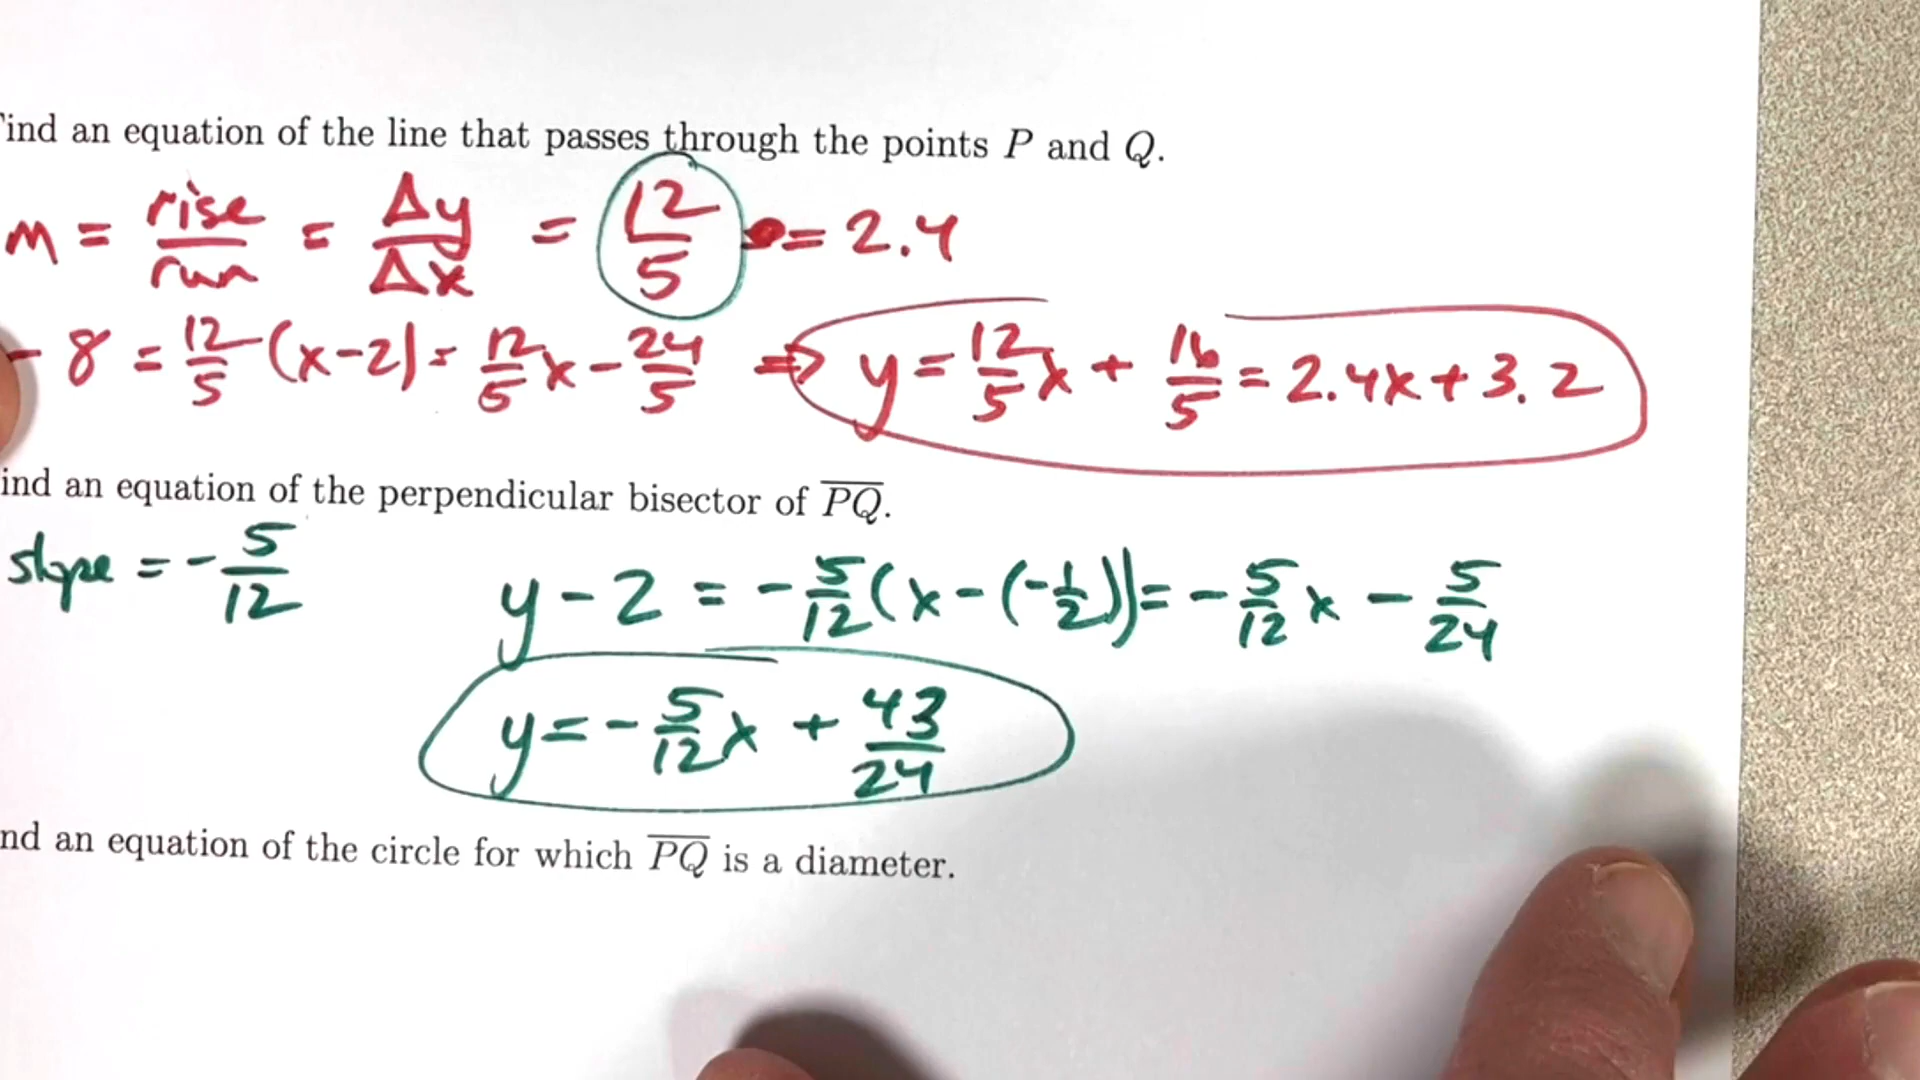 ind an equation of the line that passes through the points P and Q.
m = rise/run = Δy/Δx = 12/5 = 2.4
- 8 = 12/5 (x-2) = 12/5 x - 24/5 ⇒ y = 12/5 x + 16/5 = 2.4x + 3.2
ind an equation of the perpendicular bisector of PQ.
slope = - 5/12
y - 2 = - 5/12 (x - (- 1/2)) = - 5/12 x - 5/24
y = - 5/12 x + 43/24
nd an equation of the circle for which PQ is a diameter.